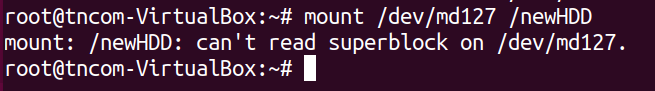 root@tncom-VirtualBox:~# mount /dev/md127 /newHDD
mount: /newHDD: can't read superblock on /dev/md127.
root@tncom-VirtualBox:~#